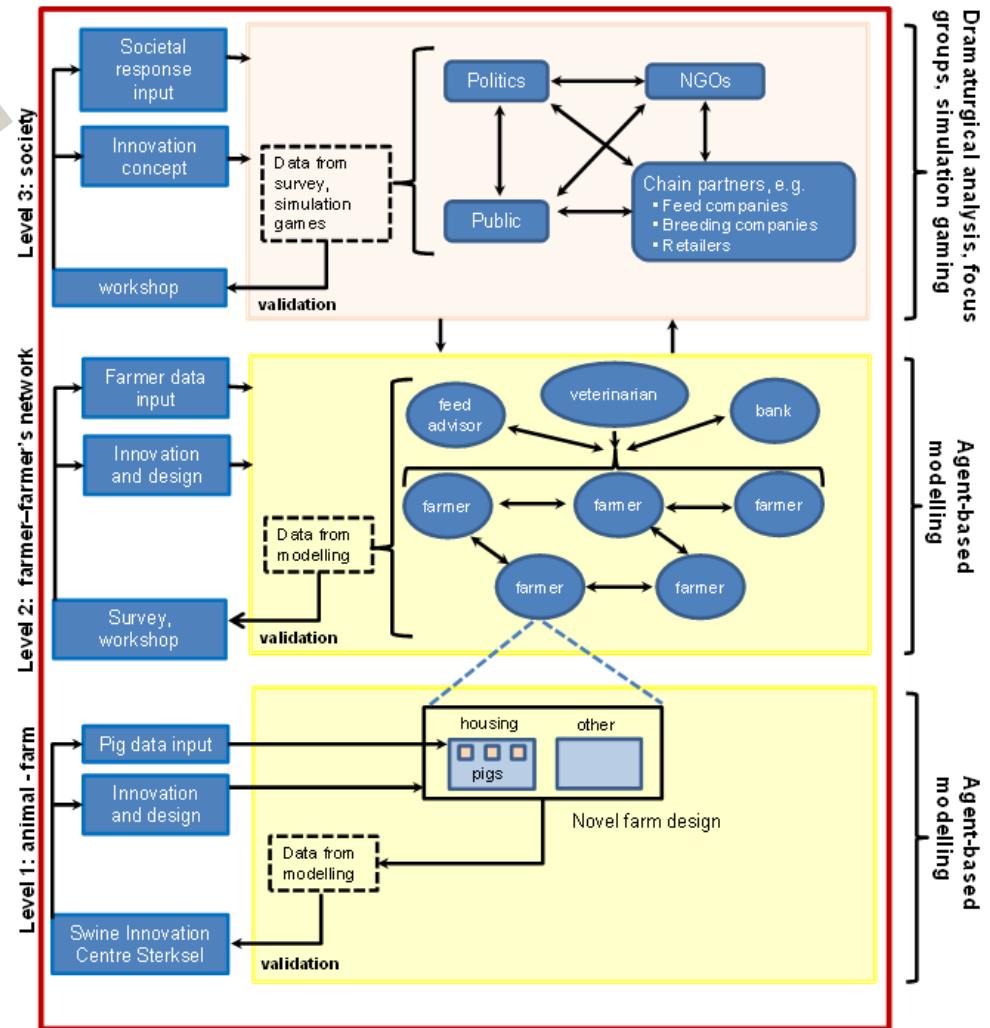 Level 3: society
Societal
response
input
Innovation
concept
workshop
Data from
survey,
simulation
games
validation
Politics
NGOs
Public
Chain partners, e.g.
▪ Feed companies
▪ Breeding companies
▪ Retailers
Dramaturgical analysis, focus
groups, simulation gaming
Level 2: farmer–farmer's network
Farmer data
input
Innovation
and design
Survey,
workshop
Data from
modelling
validation
feed
advisor
veterinarian
bank
farmer
farmer
farmer
farmer
farmer
Agent-based
modelling
Level 1: animal -farm
Pig data input
Innovation
and design
Swine Innovation
Centre Sterksel
housing
other
pigs
Novel farm design
Data from
modelling
validation
Agent-based
modelling